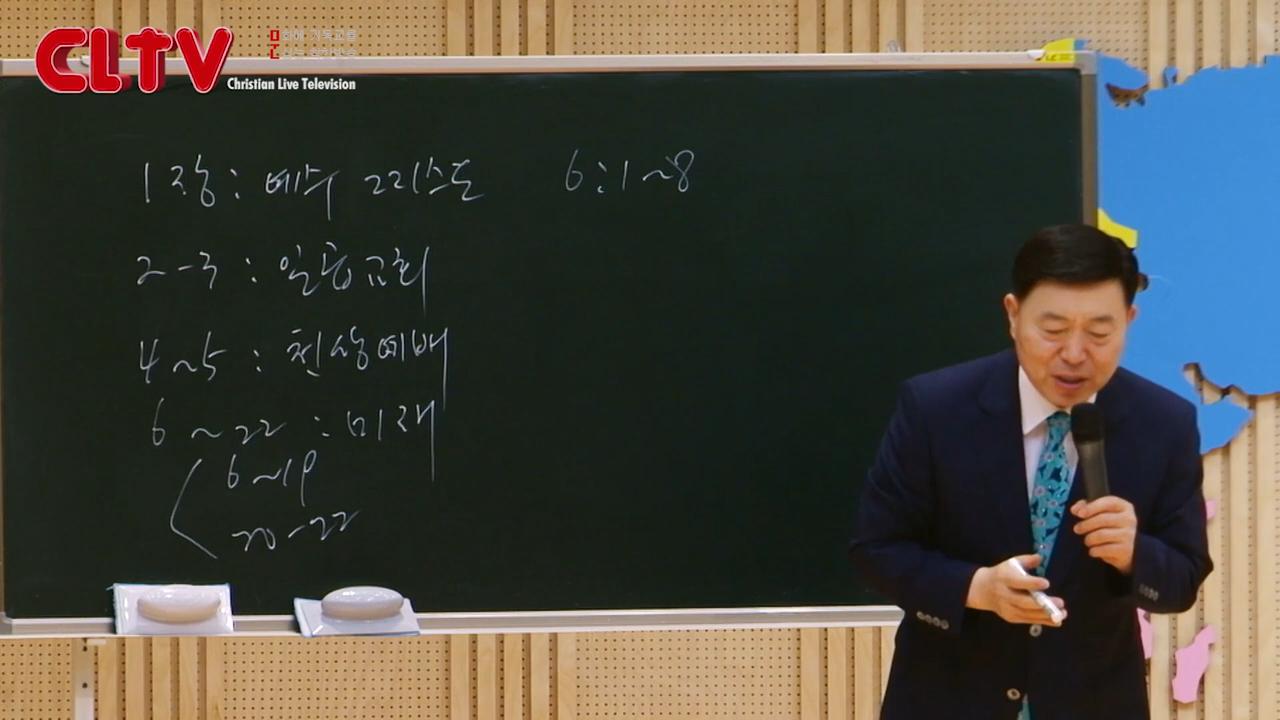 CLTV
Christian Live Television
1장 : 예수 그리스도 6:1~8
2-3 : 일곱교회
4~5 : 천상예배
6~22 : 미래
6~19
20-22